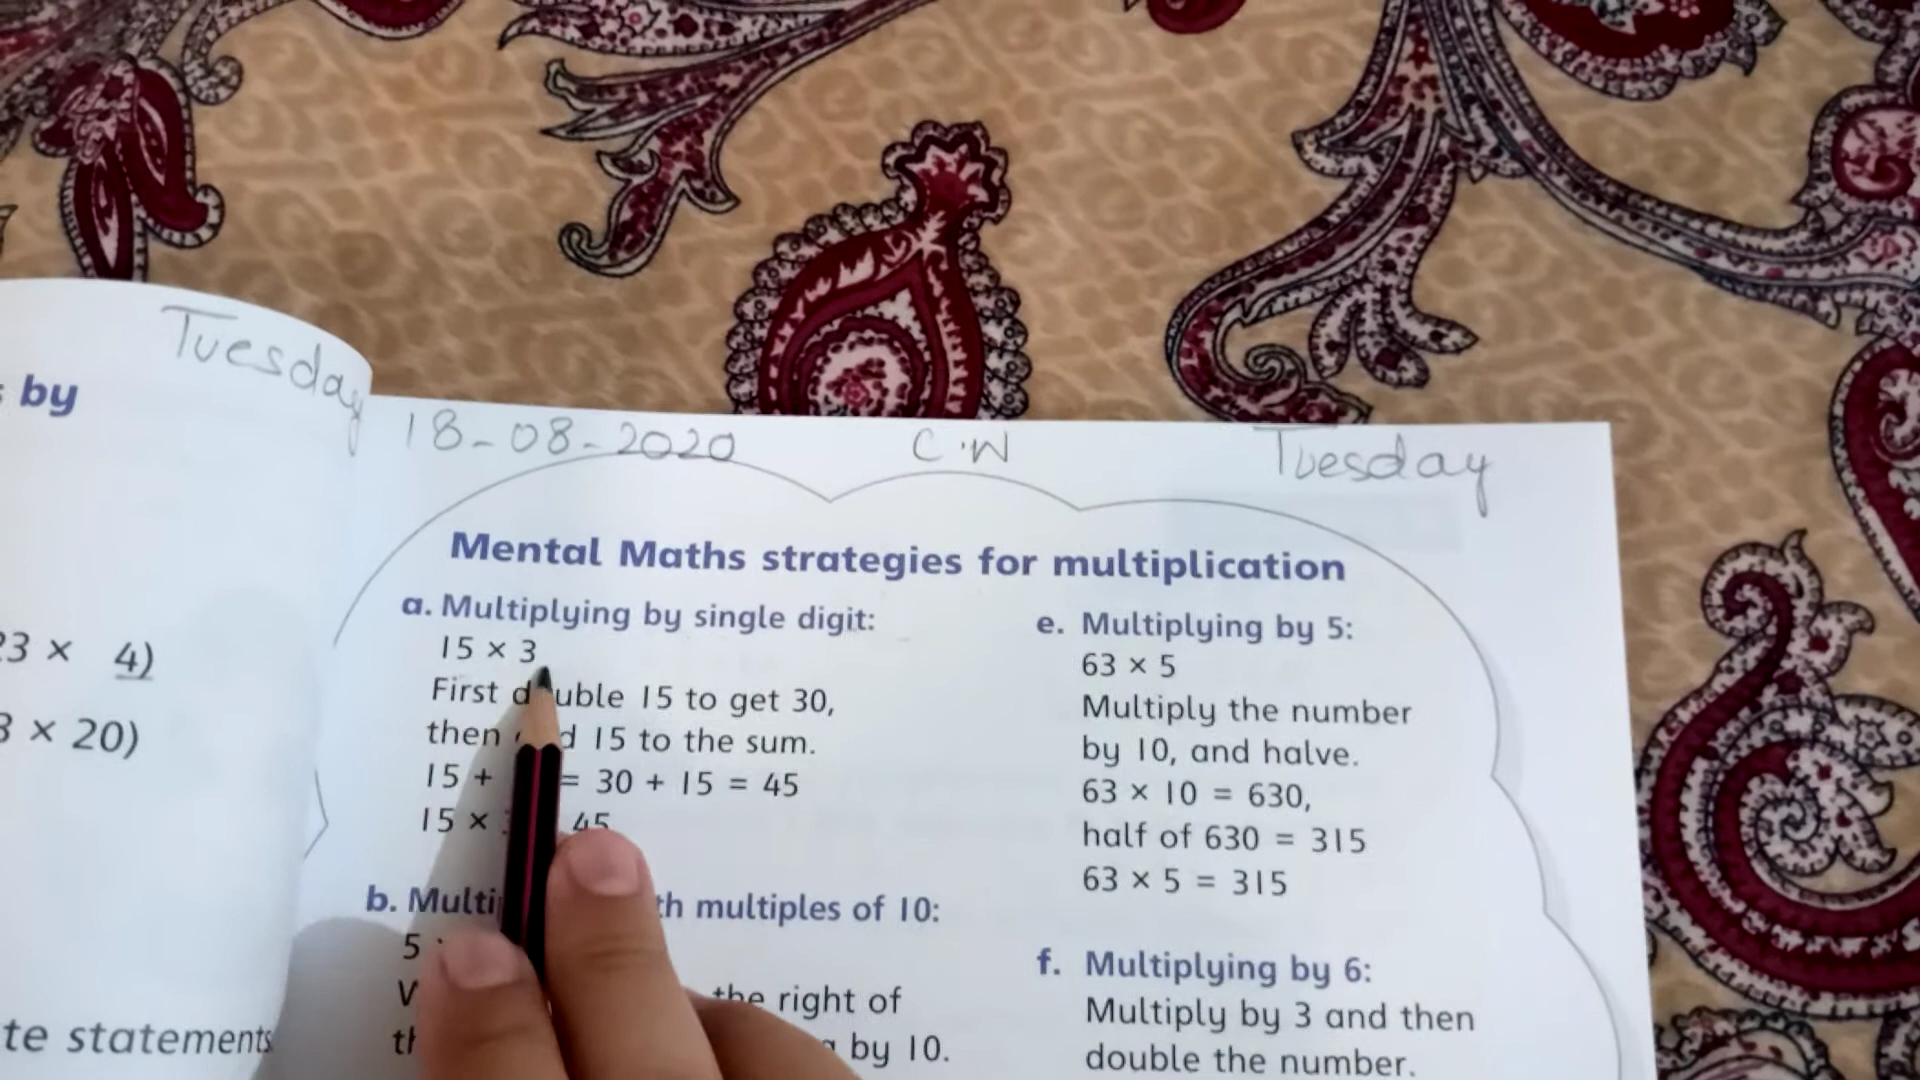 Tuesday
by
3 ×   4)
× 20)
te statements
18-08-2020   C.W   Tuesday
Mental Maths strategies for multiplication
a. Multiplying by single digit:
15 × 3
First double 15 to get 30,
then 15 to the sum.
15 + = 30 + 15 = 45
15 × 45
b. multiples of 10:
5
the right of
by 10.
e. Multiplying by 5:
63 × 5
Multiply the number
by 10, and halve.
63 × 10 = 630,
half of 630 = 315
63 × 5 = 315
f. Multiplying by 6:
Multiply by 3 and then
double the number.